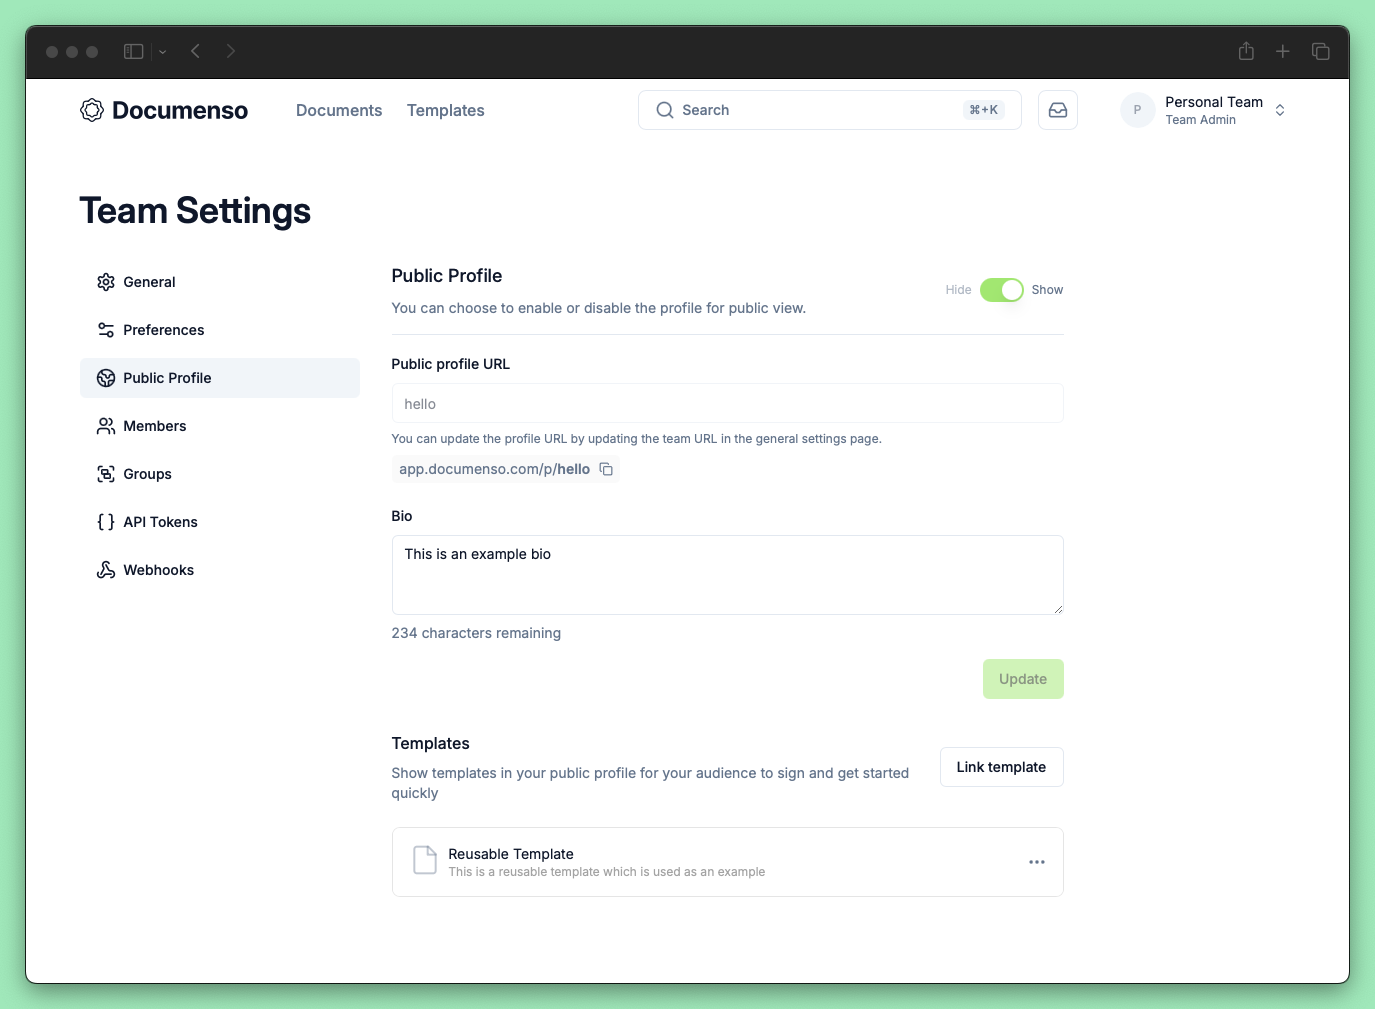 Documenso
Documents
Templates
Search
⌘+K
P
Personal Team
Team Admin
Team Settings
General
Preferences
Public Profile
Members
Groups
API Tokens
Webhooks
Public Profile
You can choose to enable or disable the profile for public view.
Hide
Show
Public profile URL
hello
You can update the profile URL by updating the team URL in the general settings page.
app.documenso.com/p/hello
Bio
This is an example bio
234 characters remaining
Update
Templates
Show templates in your public profile for your audience to sign and get started
quickly
Link template
Reusable Template
This is a reusable template which is used as an example